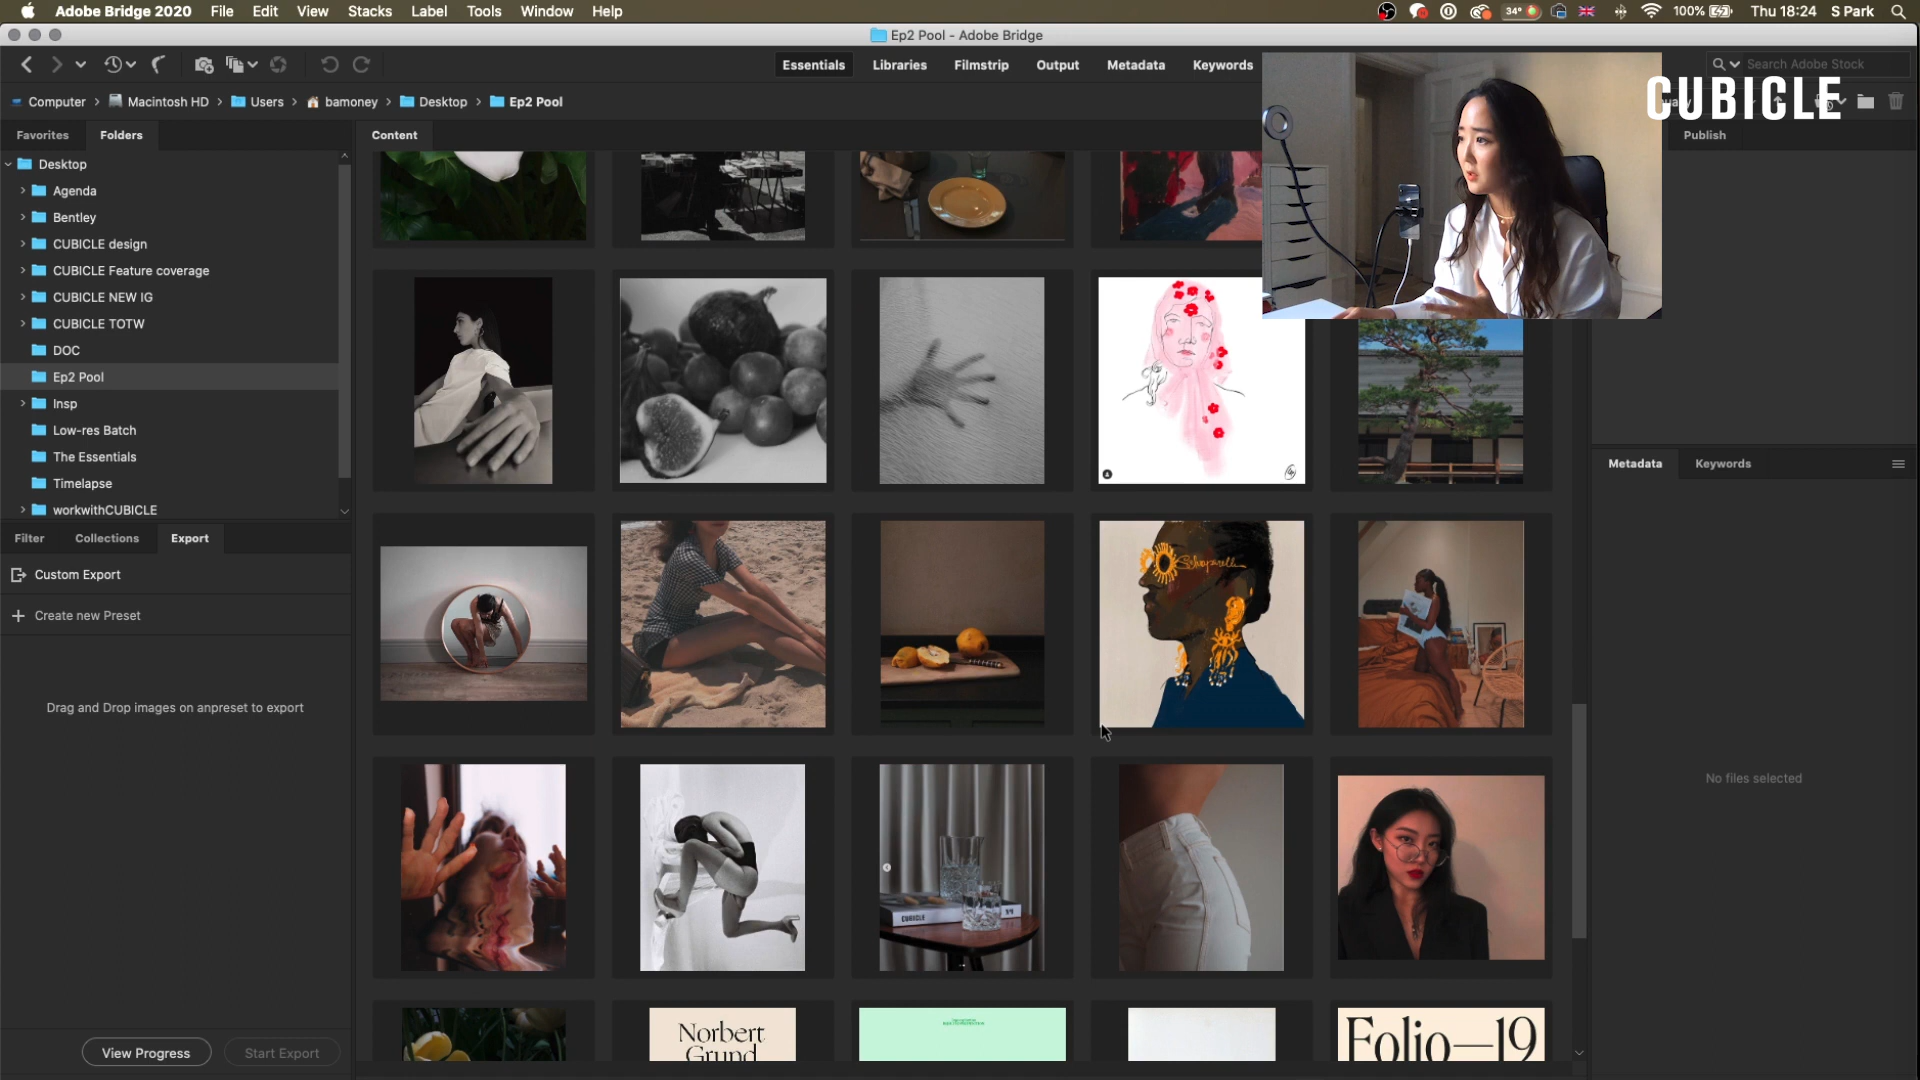 Adobe Bridge 2020 File Edit View Stacks Label Tools Window Help
34° 100% Thu 18:24 S Park
Ep2 Pool - Adobe Bridge
Essentials Libraries Filmstrip Output Metadata Keywords
Search Adobe Stock
CUBICLE
Computer Macintosh HD Users bamoney Desktop Ep2 Pool
Favorites Folders
Content
Publish
Desktop
Agenda
Bentley
CUBICLE design
CUBICLE Feature coverage
CUBICLE NEW IG
CUBICLE TOTW
DOC
Ep2 Pool
Insp
Low-res Batch
The Essentials
Timelapse
workwithCUBICLE
Metadata Keywords
Filter Collections Export
Custom Export
Create new Preset
Schiaparelli
Drag and Drop images on anpreset to export
No files selected
CUBICLE
Norbert
Grund
Folio—19
View Progress Start Export